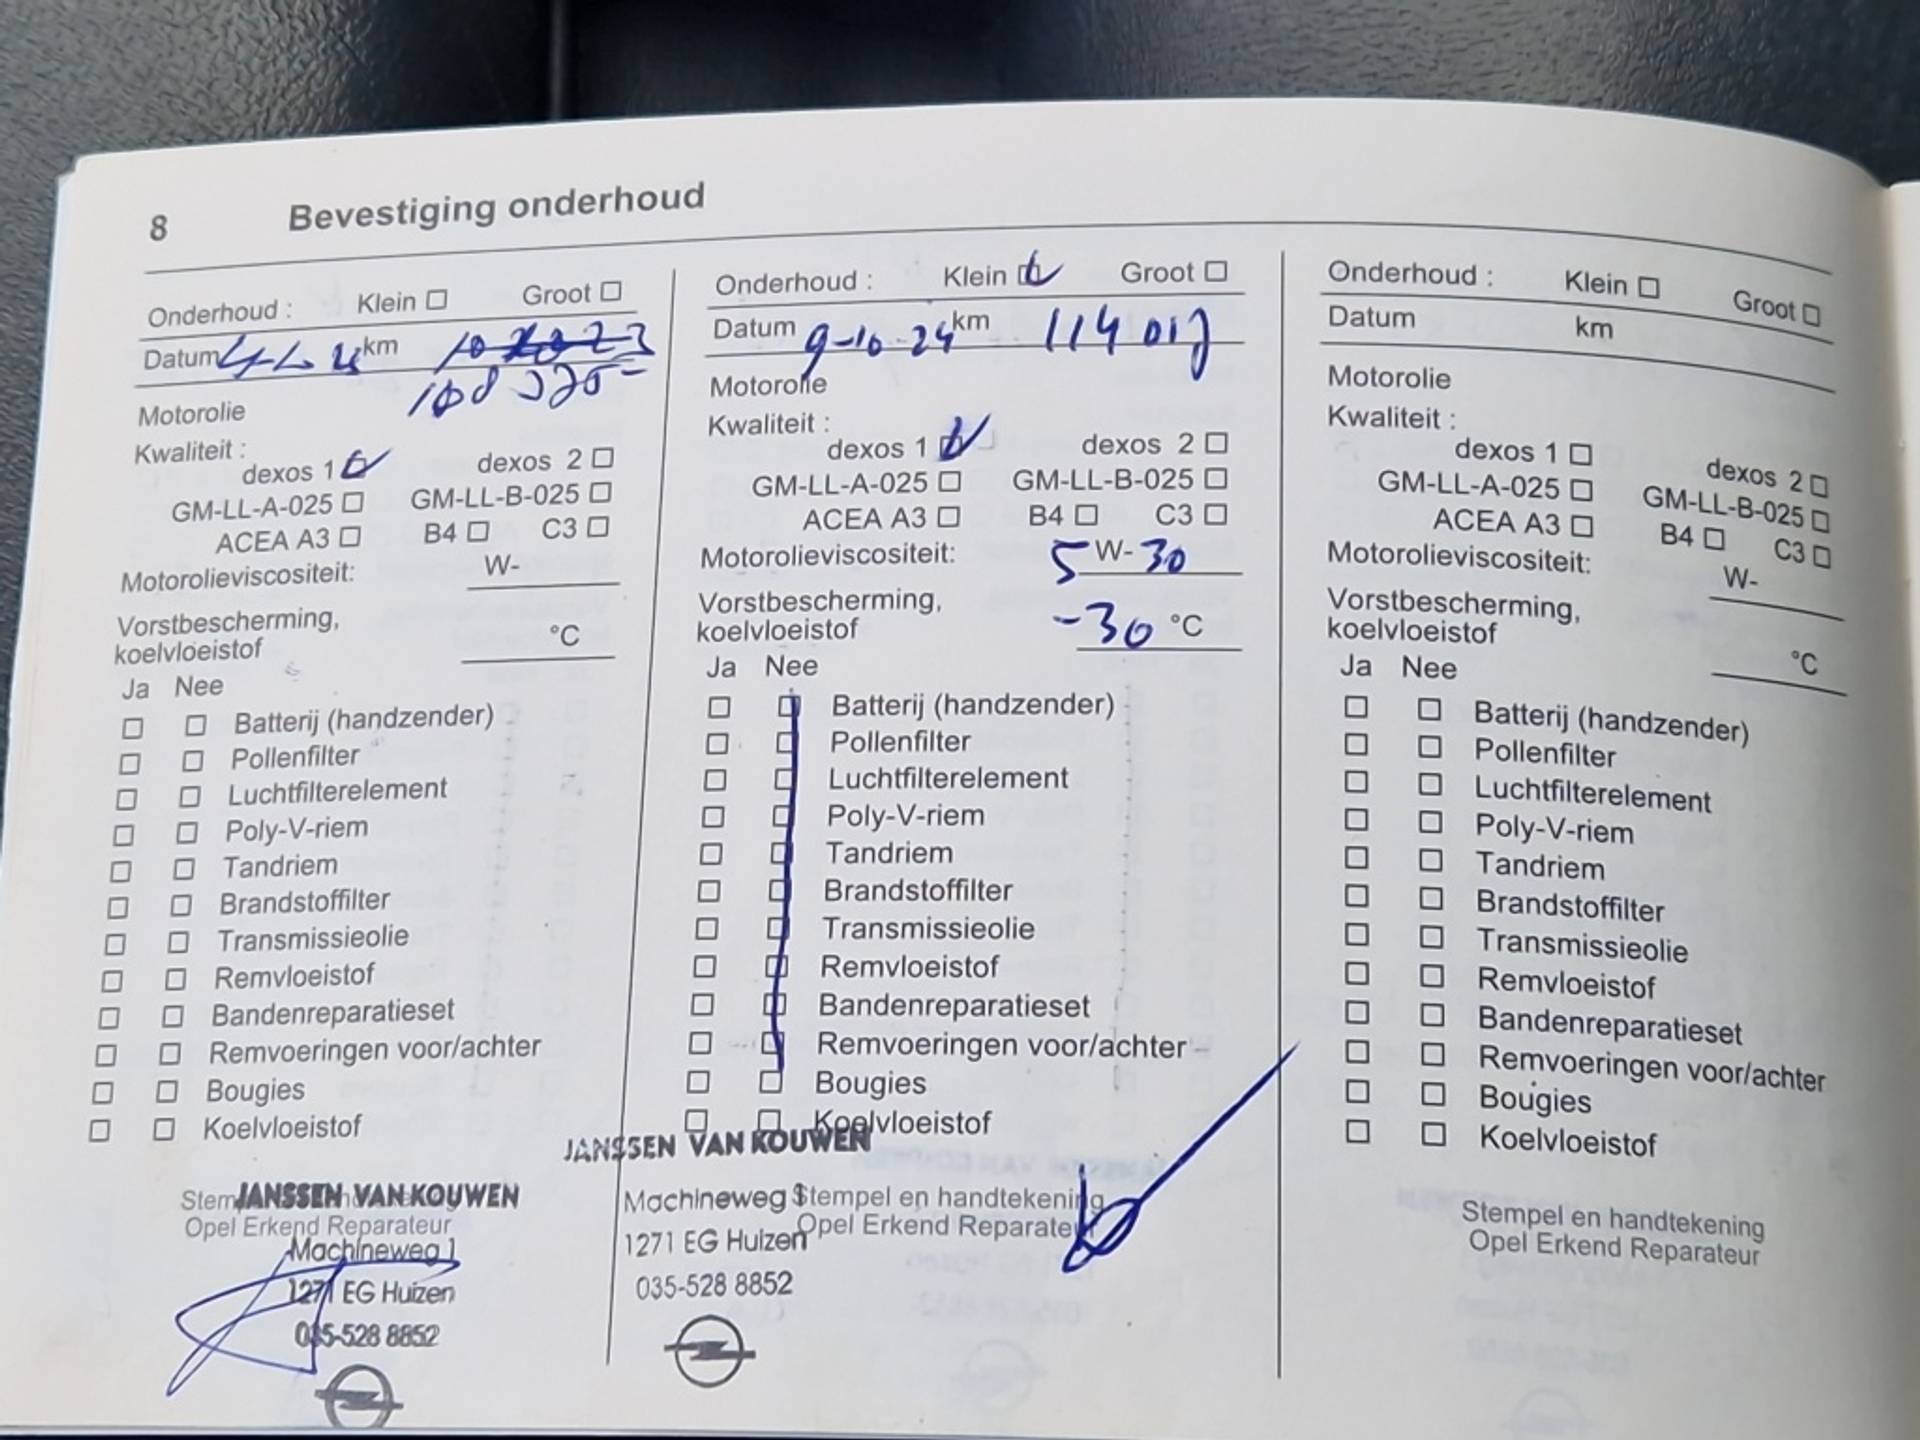 8 Bevestiging onderhoud
Onderhoud : Klein Groot
Datum km
Motorolie
Kwaliteit :
dexos 1 dexos 2
GM-LL-A-025 GM-LL-B-025
ACEA A3 B4 C3
Motorolieviscositeit: W-
Vorstbescherming,
koelvloeistof °C
Ja Nee
Batterij (handzender)
Pollenfilter
Luchtfilterelement
Poly-V-riem
Tandriem
Brandstoffilter
Transmissieolie
Remvloeistof
Bandenreparatieset
Remvoeringen voor/achter
Bougies
Koelvloeistof
JANSSEN VAN KOUWEN
Opel Erkend Reparateur
Machineweg 1
1271 EG Huizen
035-528 8852
Onderhoud : Klein Groot
Datum 9-10-24 km 114017
Motorolie
Kwaliteit :
dexos 1 dexos 2
GM-LL-A-025 GM-LL-B-025
ACEA A3 B4 C3
Motorolieviscositeit: 5 W- 30
Vorstbescherming,
koelvloeistof -30 °C
Ja Nee
Batterij (handzender)
Pollenfilter
Luchtfilterelement
Poly-V-riem
Tandriem
Brandstoffilter
Transmissieolie
Remvloeistof
Bandenreparatieset
Remvoeringen voor/achter
Bougies
Koelvloeistof
JANSSEN VAN KOUWEN
Machineweg 1
Stempel en handtekening
1271 EG Huizen
Opel Erkend Reparateur
035-528 8852
Onderhoud : Klein Groot
Datum km
Motorolie
Kwaliteit :
dexos 1 dexos 2
GM-LL-A-025 GM-LL-B-025
ACEA A3 B4 C3
Motorolieviscositeit: W-
Vorstbescherming,
koelvloeistof °C
Ja Nee
Batterij (handzender)
Pollenfilter
Luchtfilterelement
Poly-V-riem
Tandriem
Brandstoffilter
Transmissieolie
Remvloeistof
Bandenreparatieset
Remvoeringen voor/achter
Bougies
Koelvloeistof
Stempel en handtekening
Opel Erkend Reparateur